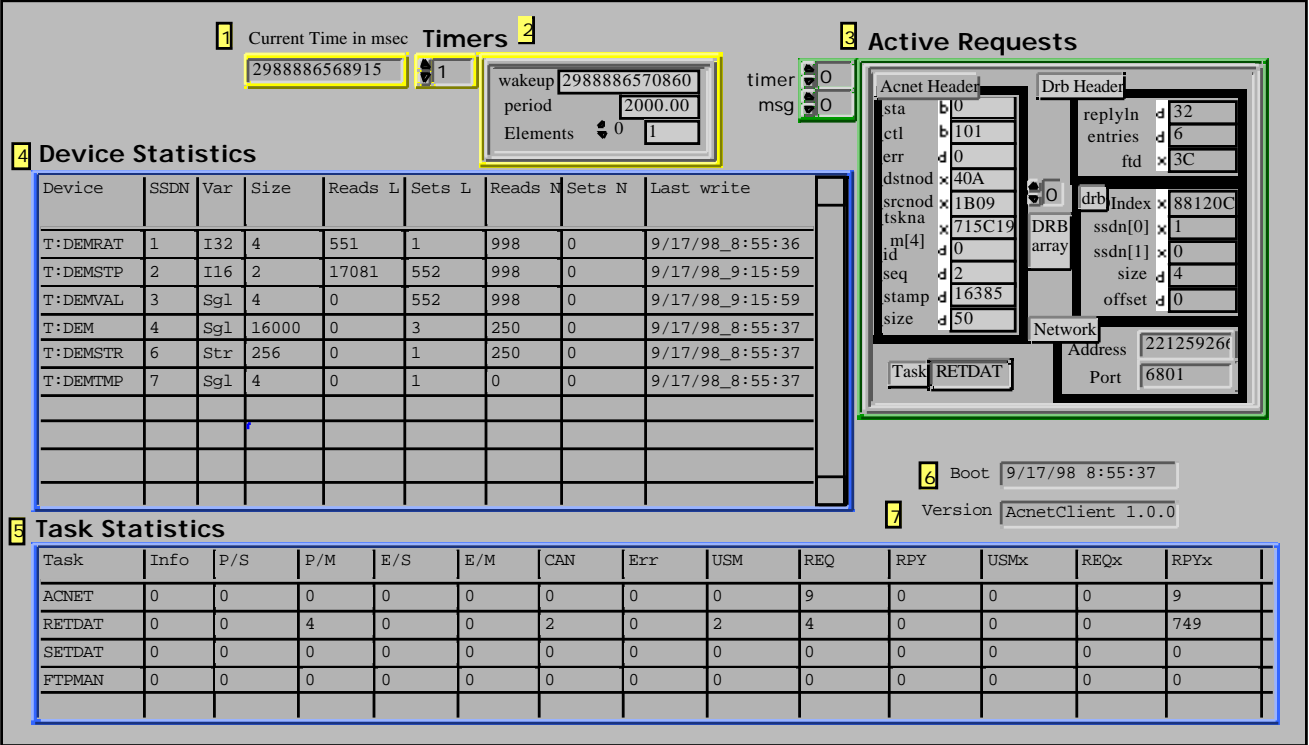 1 Current Time in msec Timers 2
2988886568915 1
wakeup 2988886570860
period 2000.00
Elements 0 1
3 Active Requests
timer 0
msg 0
Acnet Header
sta b 0
ctl b 101
err d 0
dstnod x 40A
srcnod x 1B09
tskna
m[4] x 715C19
id d 0
seq d 2
stamp d 16385
size d 50
Task RETDAT
0
DRB
array
Drb Header
replyln d 32
entries d 6
ftd x 3C
drb
Index x 88120C
ssdn[0] x 1
ssdn[1] x 0
size d 4
offset d 0
Network
Address 221259266
Port 6801
4 Device Statistics
Device SSDN Var Size Reads L Sets L Reads N Sets N Last write
T:DEMRAT 1 I32 4 551 1 998 0 9/17/98_8:55:36
T:DEMSTP 2 I16 2 17081 552 998 0 9/17/98_9:15:59
T:DEMVAL 3 Sgl 4 0 552 998 0 9/17/98_9:15:59
T:DEM 4 Sgl 16000 0 3 250 0 9/17/98_8:55:37
T:DEMSTR 6 Str 256 0 1 250 0 9/17/98_8:55:37
T:DEMTMP 7 Sgl 4 0 1 0 0 9/17/98_8:55:37
6 Boot 9/17/98 8:55:37
7 Version AcnetClient 1.0.0
5 Task Statistics
Task Info P/S P/M E/S E/M CAN Err USM REQ RPY USMx REQx RPYx
ACNET 0 0 0 0 0 0 0 0 9 0 0 0 9
RETDAT 0 0 4 0 0 2 0 2 4 0 0 0 749
SETDAT 0 0 0 0 0 0 0 0 0 0 0 0 0
FTPMAN 0 0 0 0 0 0 0 0 0 0 0 0 0